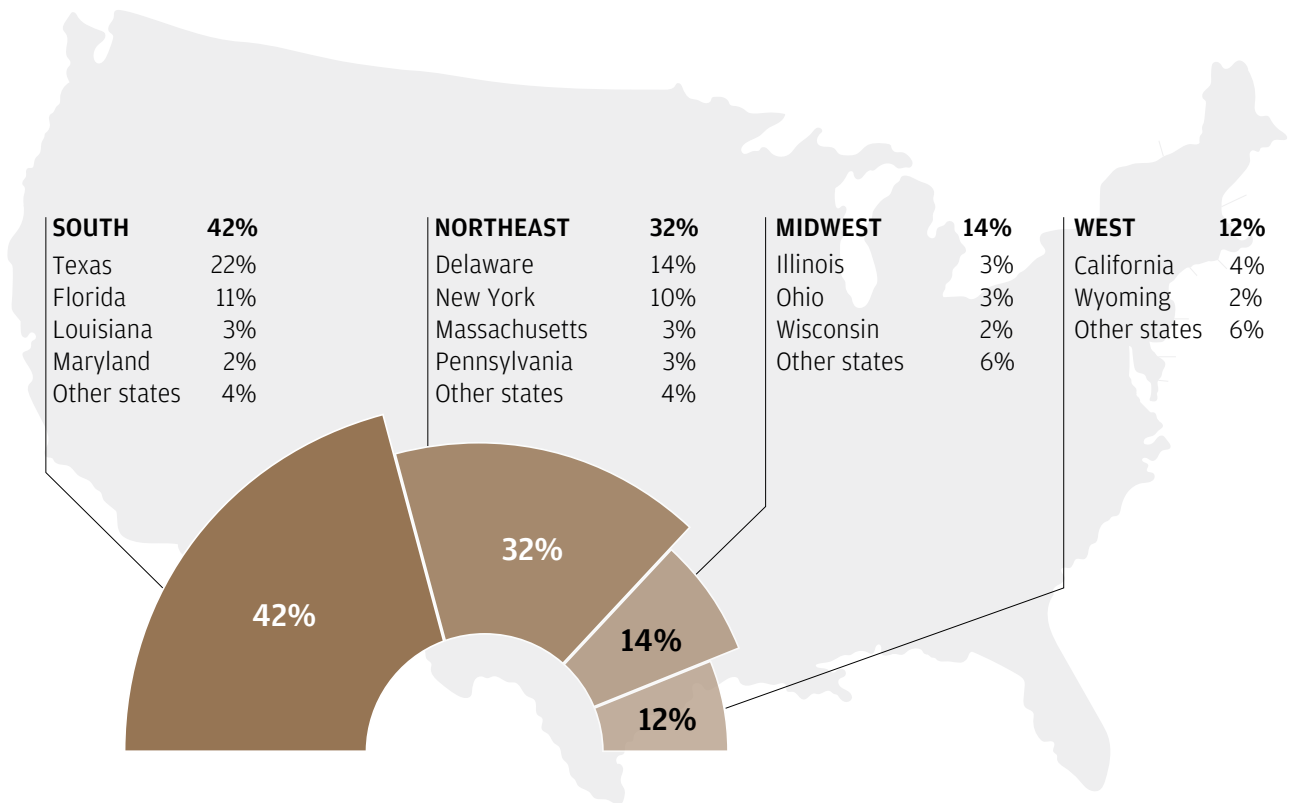 SOUTH 42%
Texas 22%
Florida 11%
Louisiana 3%
Maryland 2%
Other states 4%
NORTHEAST 32%
Delaware 14%
New York 10%
Massachusetts 3%
Pennsylvania 3%
Other states 4%
MIDWEST 14%
Illinois 3%
Ohio 3%
Wisconsin 2%
Other states 6%
WEST 12%
California 4%
Wyoming 2%
Other states 6%
42%
32%
14%
12%